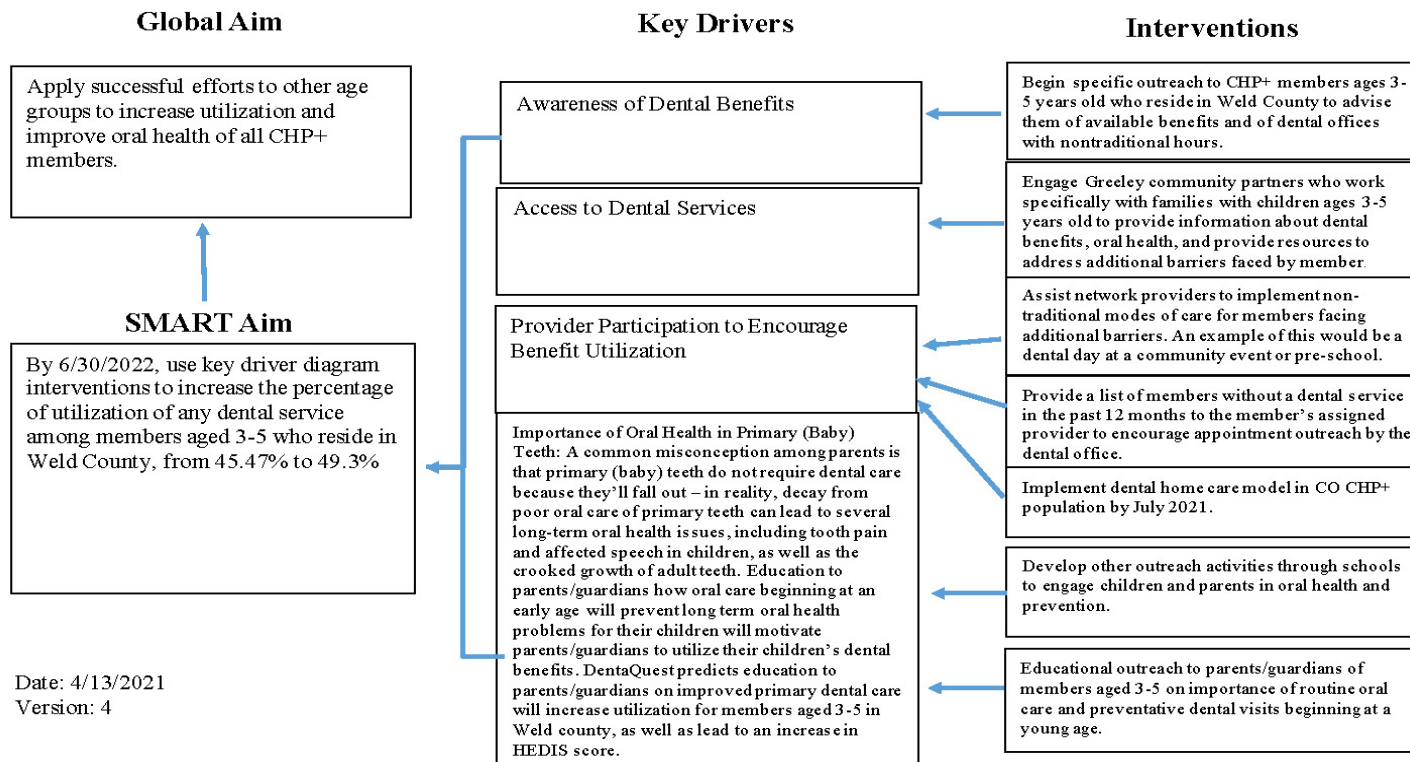 Global Aim
Apply successful efforts to other age
groups to increase utilization and
improve oral health of all CHP+
members.
SMART Aim
By 6/30/2022, use key driver diagram
interventions to increase the percentage
of utilization of any dental service
among members aged 3-5 who reside in
Weld County, from 45.47% to 49.3%
Date: 4/13/2021
Version: 4
Key Drivers
Awareness of Dental Benefits
Access to Dental Services
Provider Participation to Encourage
Benefit Utilization
Importance of Oral Health in Primary (Baby)
Teeth: A common misconception among parents is
that primary (baby) teeth do not require dental care
because they'll fall out – in reality, decay from
poor oral care of primary teeth can lead to several
long-term oral health issues, including tooth pain
and affected speech in children, as well as the
crooked growth of adult teeth. Education to
parents/guardians how oral care beginning at an
early age will prevent long term oral health
problems for their children will motivate
parents/guardians to utilize their children's dental
benefits. DentaQuest predicts education to
parents/guardians on improved primary dental care
will increase utilization for members aged 3-5 in
Weld county, as well as lead to an increase in
HEDIS score.
Interventions
Begin specific outreach to CHP+ members ages 3-
5 years old who reside in Weld County to advise
them of available benefits and of dental offices
with nontraditional hours.
Engage Greeley community partners who work
specifically with families with children ages 3-5
years old to provide information about dental
benefits, oral health, and provide resources to
address additional barriers faced by member.
Assist network providers to implement non-
traditional modes of care for members facing
additional barriers. An example of this would be a
dental day at a community event or pre-school.
Provide a list of members without a dental service
in the past 12 months to the member's assigned
provider to encourage appointment outreach by the
dental office.
Implement dental home care model in CO CHP+
population by July 2021.
Develop other outreach activities through schools
to engage children and parents in oral health and
prevention.
Educational outreach to parents/guardians of
members aged 3-5 on importance of routine oral
care and preventative dental visits beginning at a
young age.